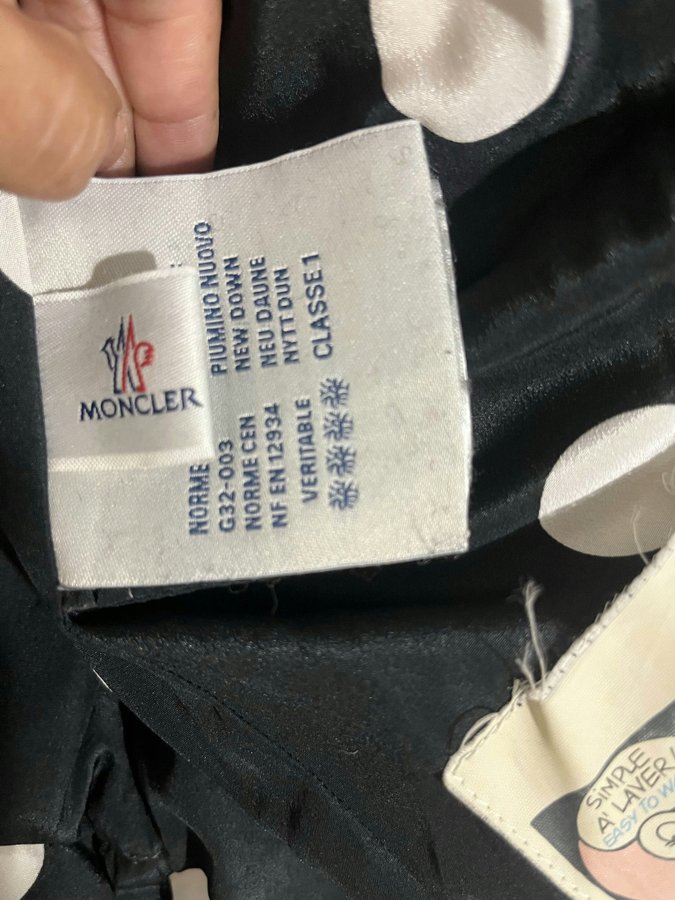 MONCLER
PIUMINO NUOVO
NEW DOWN
NEU DAUNE
NYTT DUN
CLASSE 1
NORME
G32-003
NORME CEN
NF EN 12934
VERITABLE
SIMPLE
A' LAVER
EASY TO